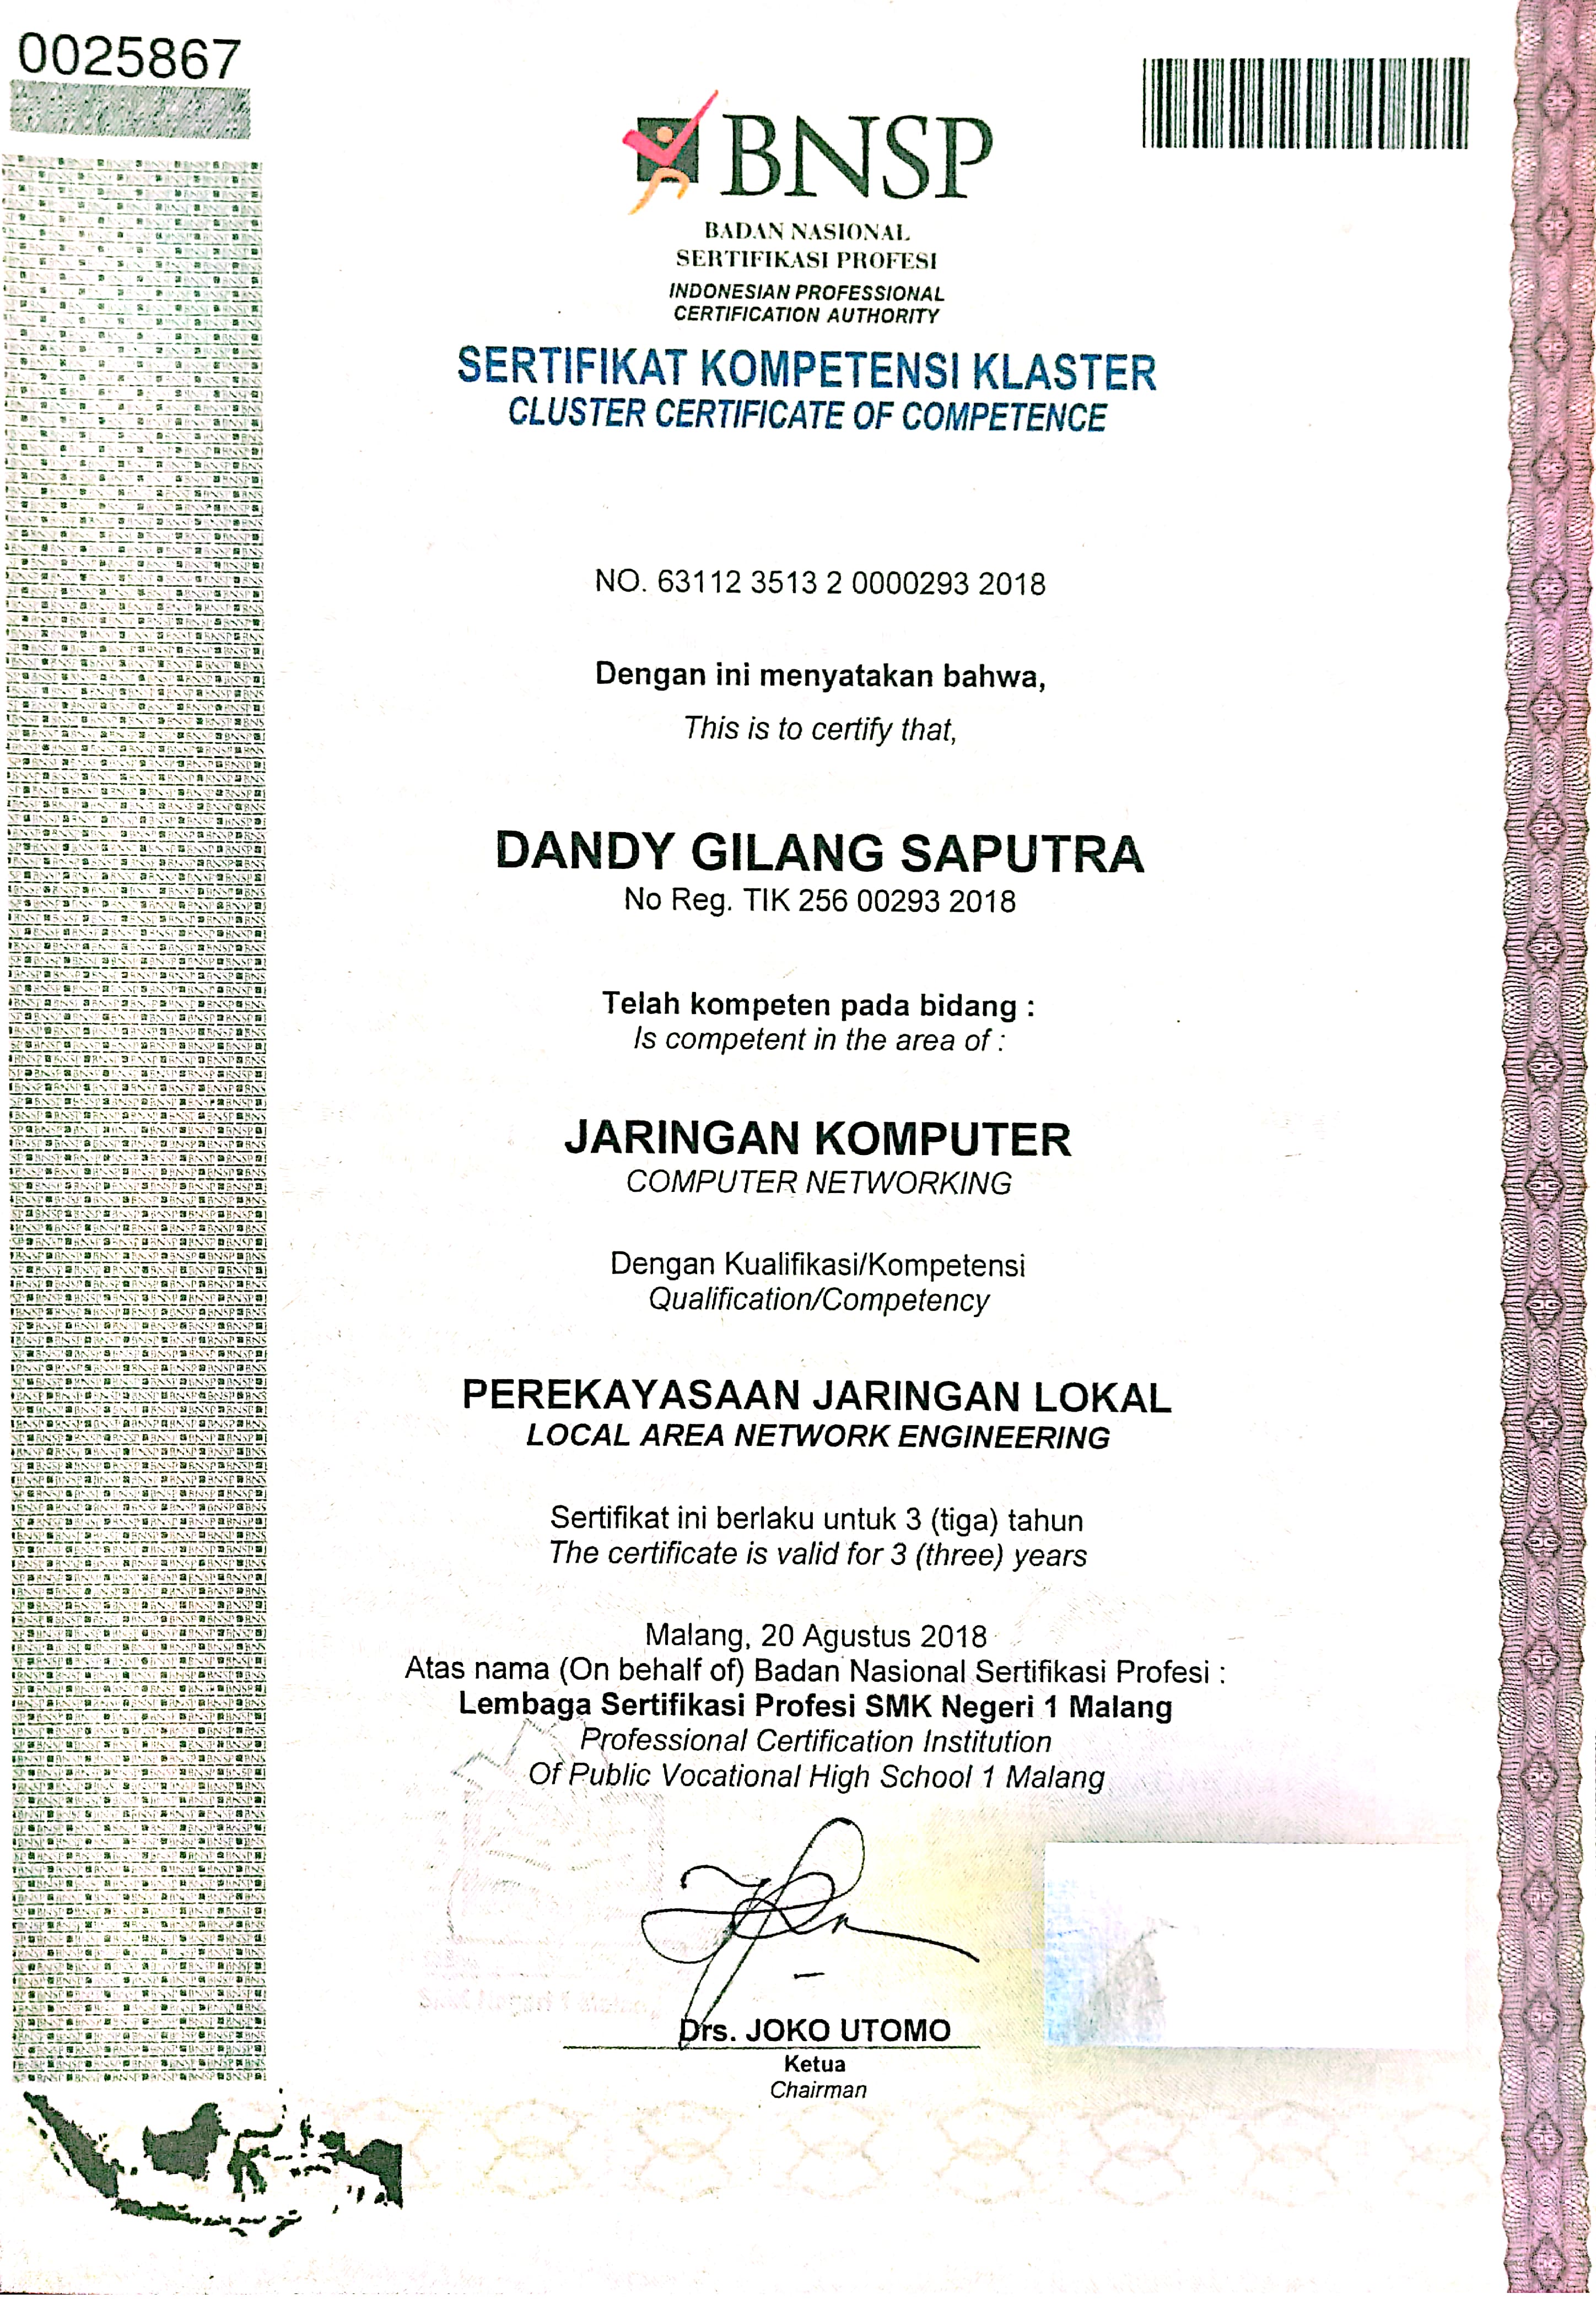 0025867
BNSP
BADAN NASIONAL
SERTIFIKASI PROFESI
INDONESIAN PROFESSIONAL
CERTIFICATION AUTHORITY
SERTIFIKAT KOMPETENSI KLASTER
CLUSTER CERTIFICATE OF COMPETENCE
NO. 63112 3513 2 0000293 2018
Dengan ini menyatakan bahwa,
This is to certify that,
DANDY GILANG SAPUTRA
No Reg. TIK 256 00293 2018
Telah kompeten pada bidang :
Is competent in the area of :
JARINGAN KOMPUTER
COMPUTER NETWORKING
Dengan Kualifikasi/Kompetensi
Qualification/Competency
PEREKAYASAAN JARINGAN LOKAL
LOCAL AREA NETWORK ENGINEERING
Sertifikat ini berlaku untuk 3 (tiga) tahun
The certificate is valid for 3 (three) years
Malang, 20 Agustus 2018
Atas nama (On behalf of) Badan Nasional Sertifikasi Profesi :
Lembaga Sertifikasi Profesi SMK Negeri 1 Malang
Professional Certification Institution
Of Public Vocational High School 1 Malang
Drs. JOKO UTOMO
Ketua
Chairman